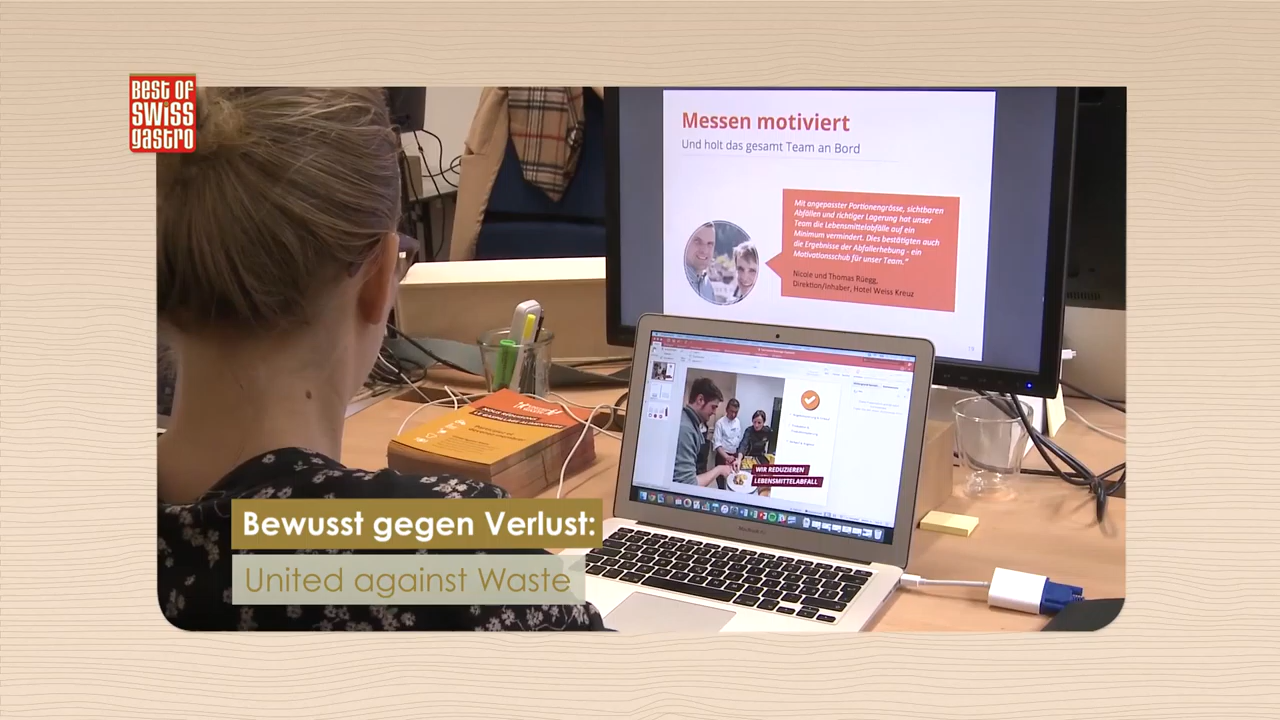 BEST OF
SWISS
gastro
Messen motiviert
Und holt das gesamt Team an Bord
Mit angepasster Portionengrösse, sichtbaren
Abfällen und richtiger Lagerung hat unser
Team die Lebensmittelabfälle auf ein
Minimum vermindert. Dies bestätigten auch
die Ergebnisse der Abfallerhebung - ein
Motivationsschub für unser Team."
Nicole und Thomas Rüegg,
Direktion/Inhaber, Hotel Weiss Kreuz
WIR REDUZIEREN
LEBENSMITTELABFALL
Bewusst gegen Verlust:
United against Waste